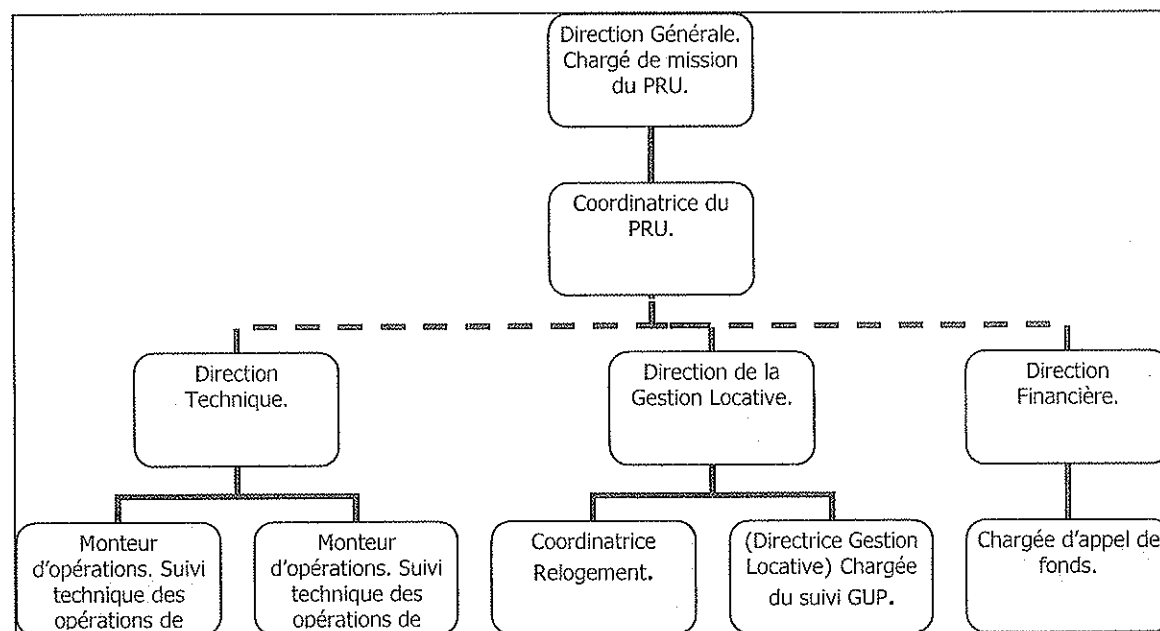 Direction Générale.
Chargé de mission
du PRU.
Coordinatrice du
PRU.
Direction
Technique.
Direction de la
Gestion Locative.
Direction
Financière.
Monteur
d'opérations. Suivi
technique des
opérations de
Monteur
d'opérations. Suivi
technique des
opérations de
Coordinatrice
Relogement.
(Directrice Gestion
Locative) Chargée
du suivi GUP.
Chargée d'appel de
fonds.